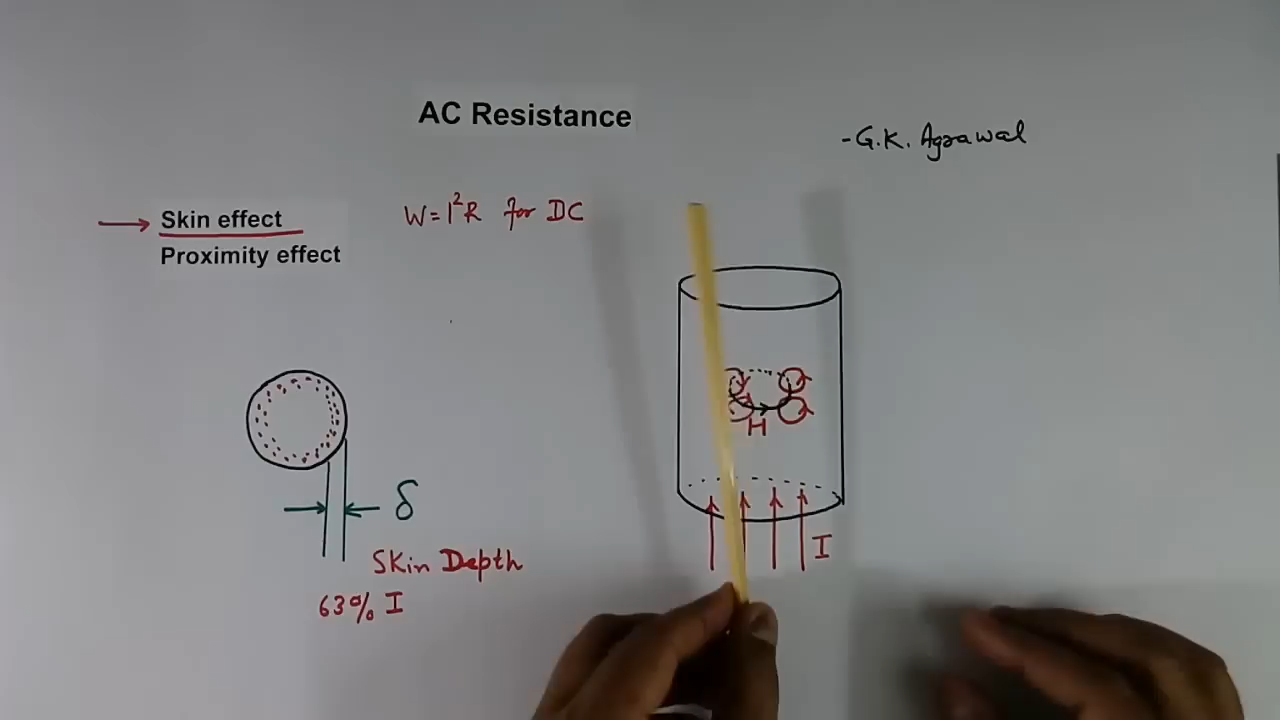 AC Resistance
-G.K. Agrawal
Skin effect
W=I²R for DC
Proximity effect
H
δ
I
Skin Depth
63% I